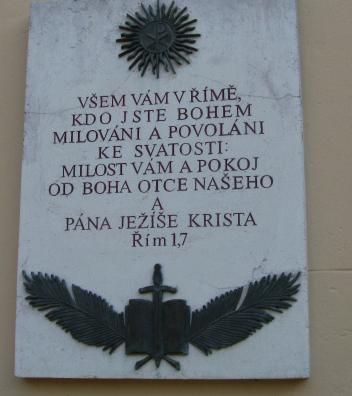 VŠEM VÁM V ŘÍMĚ,
KDO JSTE BOHEM
MILOVÁNI A POVOLÁNI
KE SVATOSTI:
MILOST VÁM A POKOJ
OD BOHA OTCE NAŠEHO
A
PÁNA JEŽÍŠE KRISTA
Řím 1,7